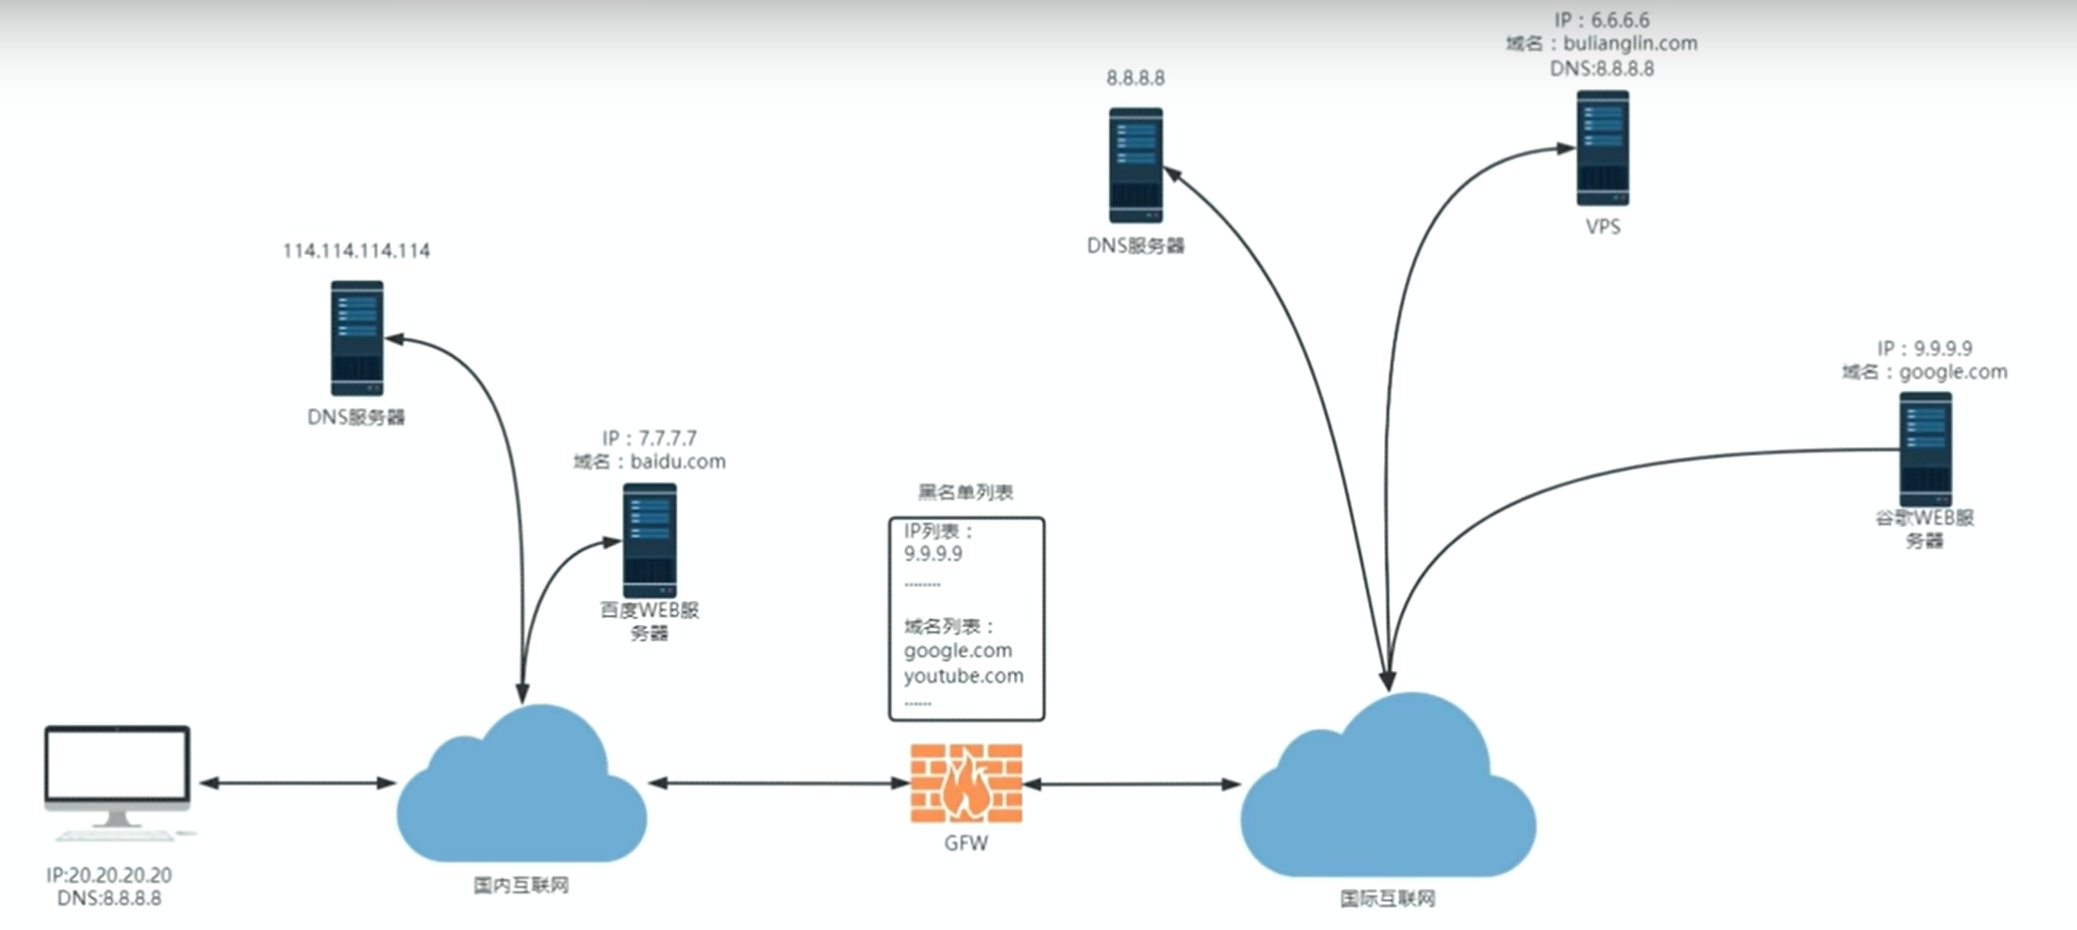 IP：6.6.6.6
域名：bulianglin.com
DNS:8.8.8.8
VPS
8.8.8.8
DNS服务器
114.114.114.114
DNS服务器
IP：9.9.9.9
域名：google.com
谷歌WEB服
务器
IP：7.7.7.7
域名：baidu.com
百度WEB服
务器
黑名单列表
IP列表：
9.9.9.9
........
域名列表：
google.com
youtube.com
......
GFW
IP:20.20.20.20
DNS:8.8.8.8
国内互联网
国际互联网